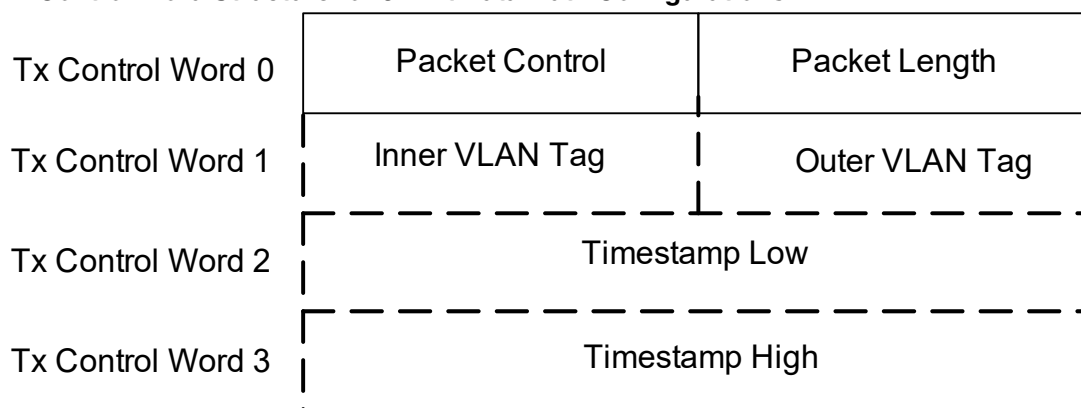 Tx Control Word 0 Packet Control Packet Length
Tx Control Word 1 Inner VLAN Tag Outer VLAN Tag
Tx Control Word 2 Timestamp Low
Tx Control Word 3 Timestamp High